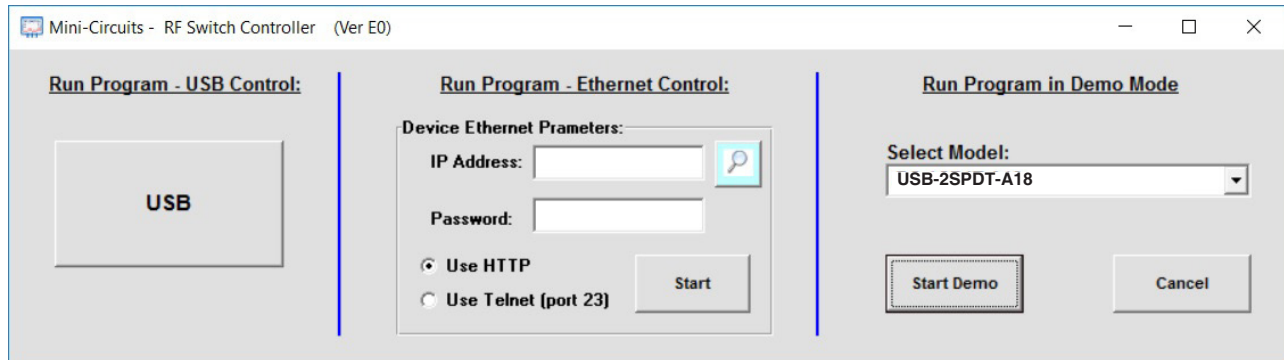 Mini-Circuits - RF Switch Controller (Ver E0)
Run Program - USB Control:
USB
Run Program - Ethernet Control:
Device Ethernet Prameters:
IP Address:
Password:
Use HTTP
Use Telnet (port 23)
Start
Run Program in Demo Mode
Select Model:
USB-2SPDT-A18
Start Demo
Cancel